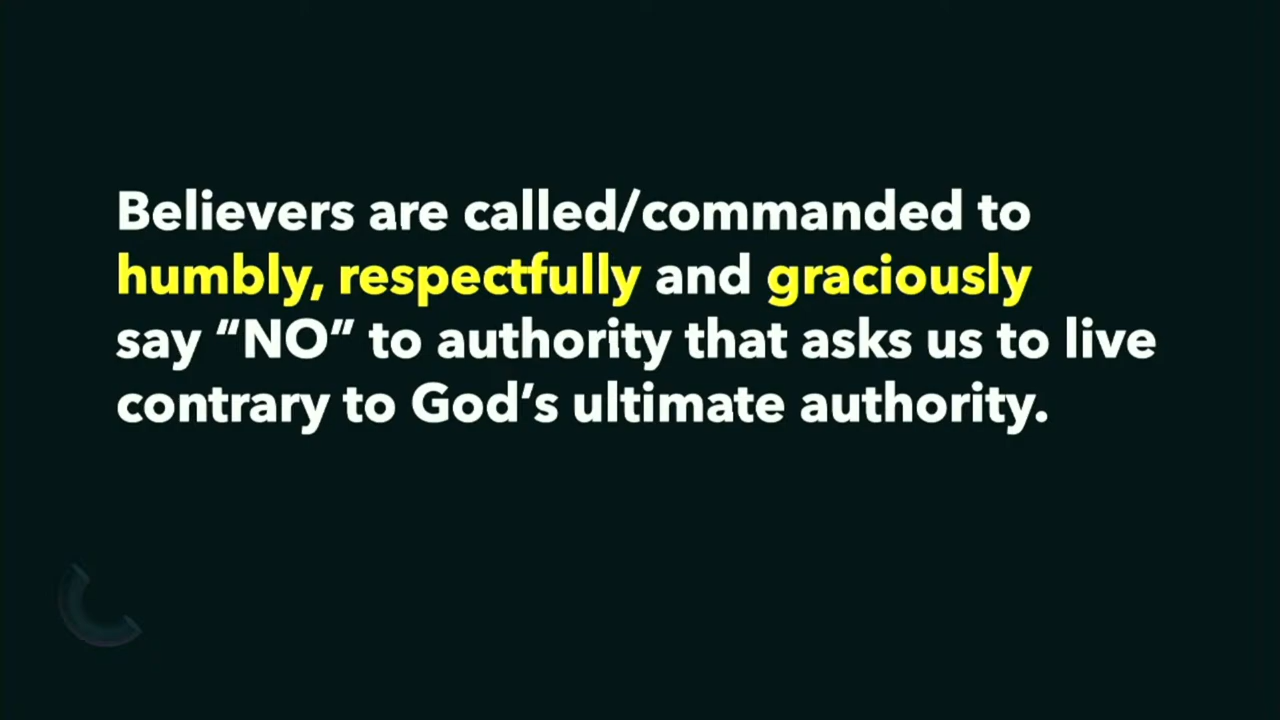 Believers are called/commanded to
humbly, respectfully and graciously
say “NO” to authority that asks us to live
contrary to God’s ultimate authority.